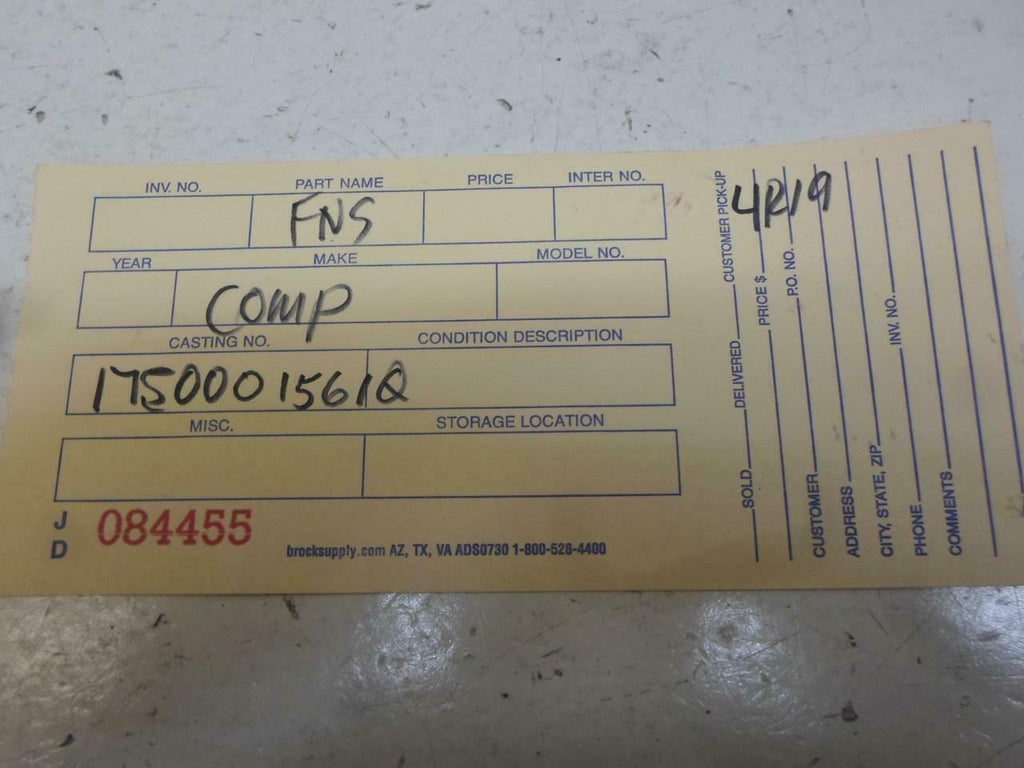 INV. NO. PART NAME PRICE INTER NO.
FNS
YEAR MAKE MODEL NO.
COMP
CASTING NO. CONDITION DESCRIPTION
1750001561Q
MISC. STORAGE LOCATION
J D 084455
brocksupply.com AZ, TX, VA ADS0730 1-800-528-4400
4R19
SOLD DELIVERED CUSTOMER PICK-UP
PRICE $
P.O. NO.
CUSTOMER
ADDRESS
CITY, STATE, ZIP
INV. NO.
PHONE
COMMENTS